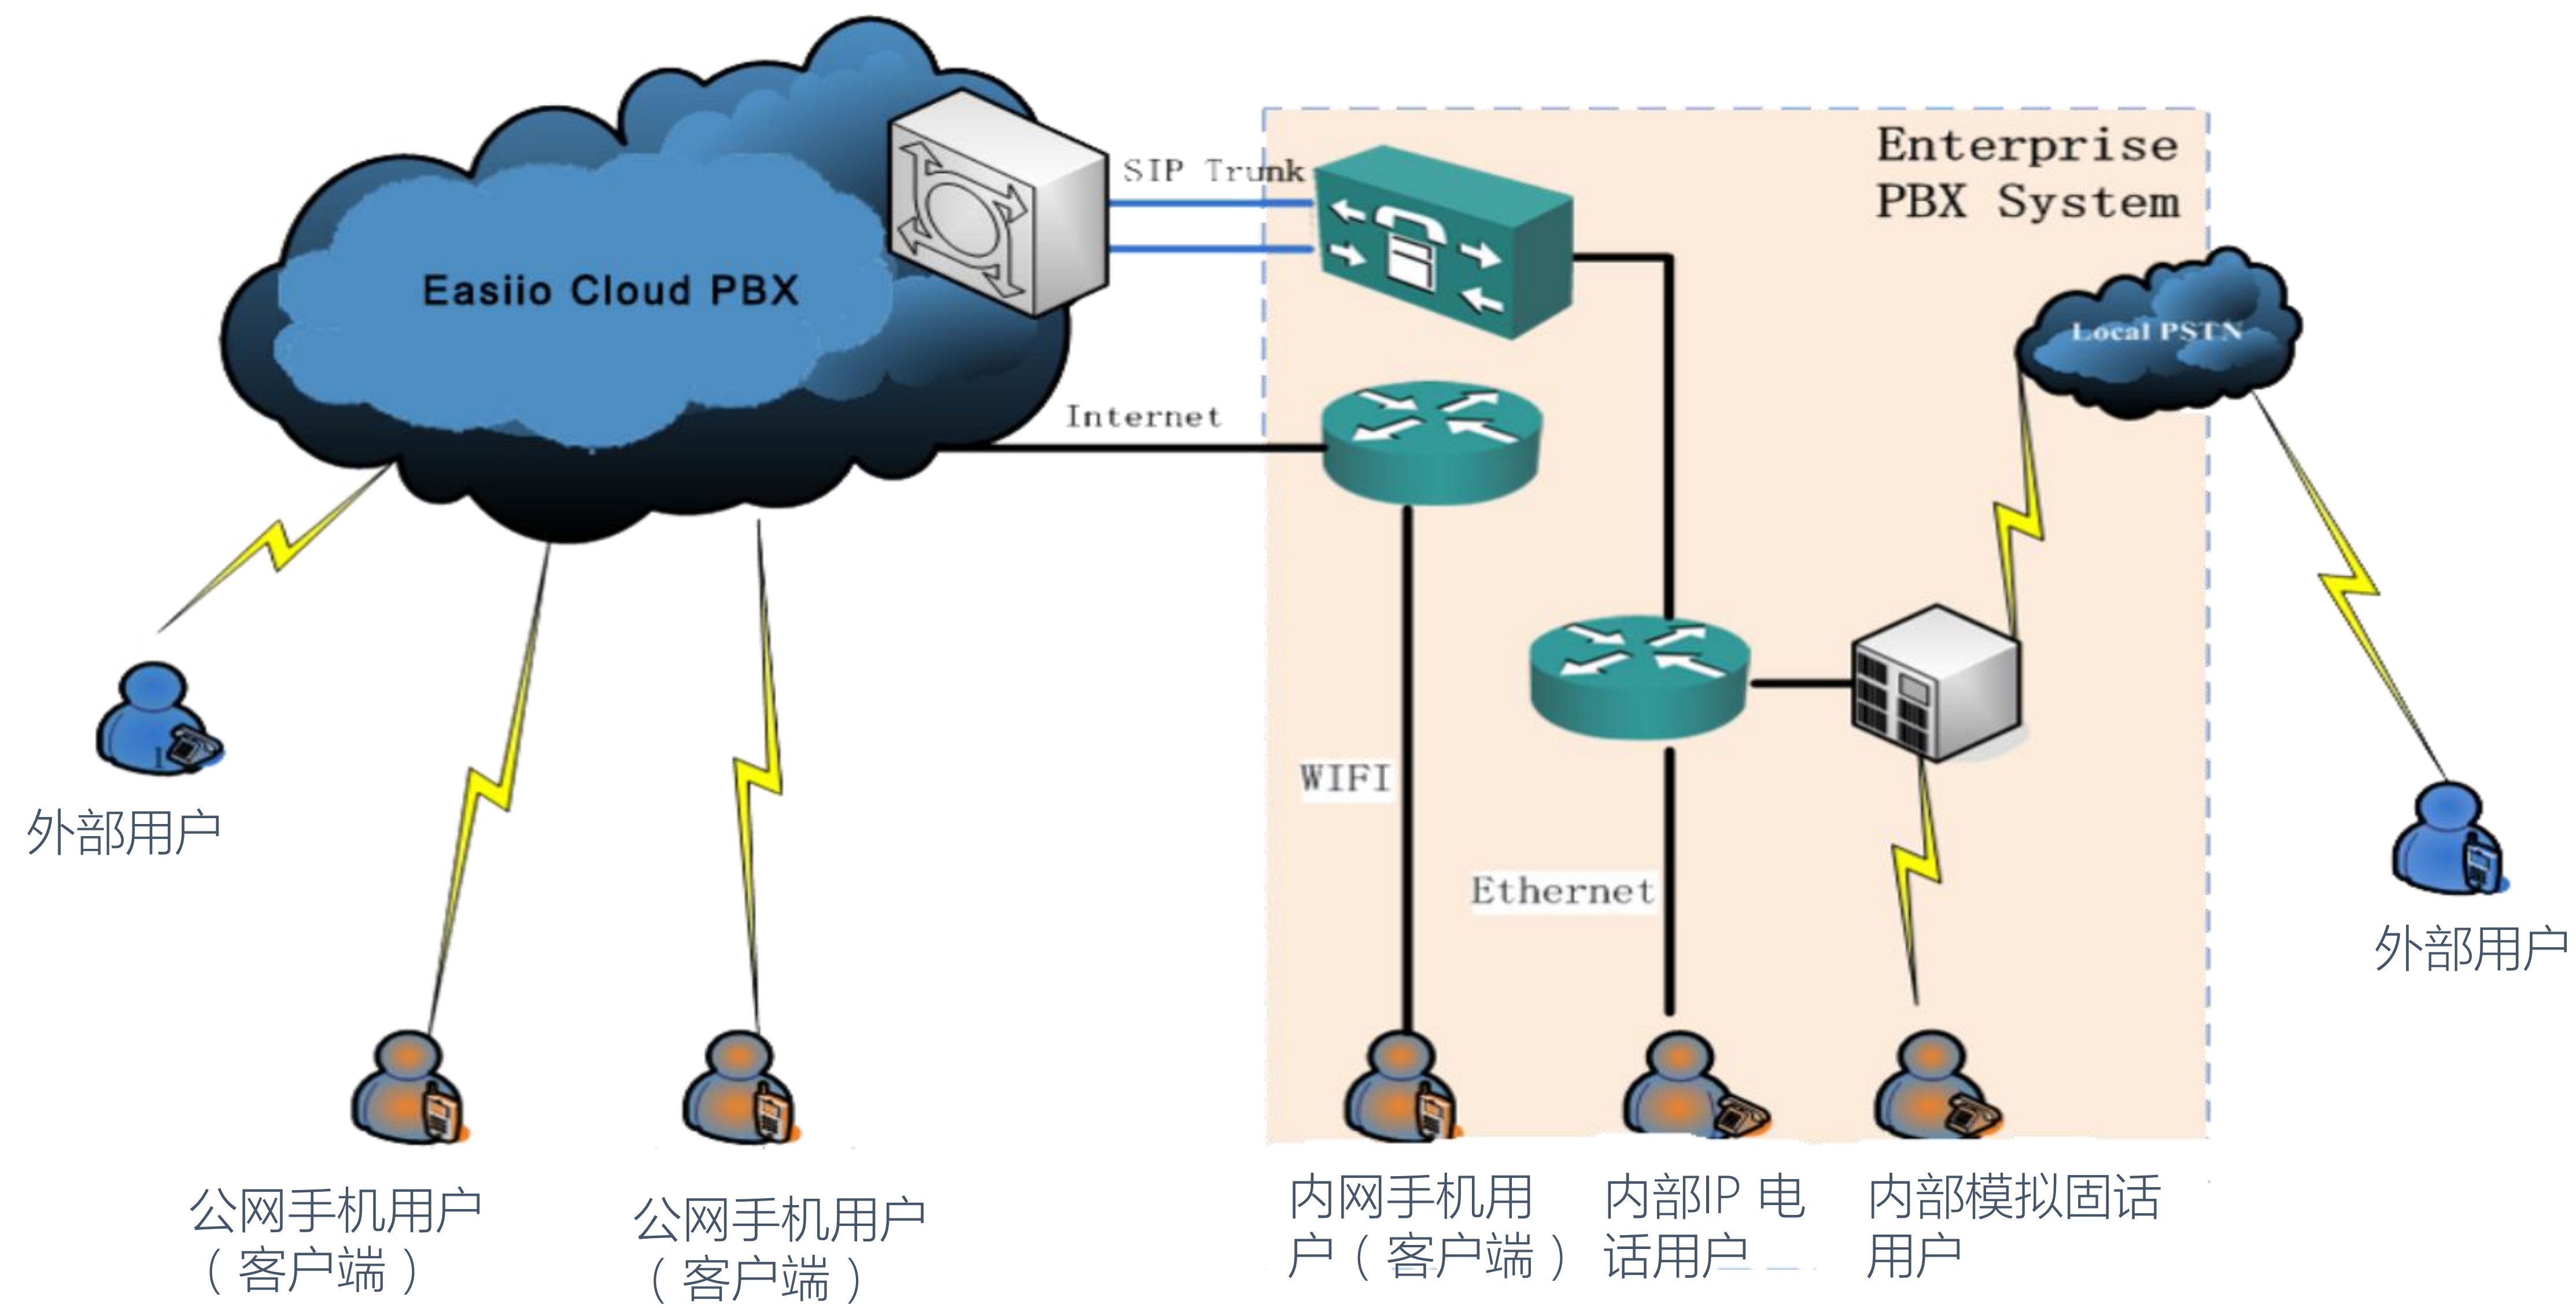 SIP Trunk
Enterprise
PBX System
Easiio Cloud PBX
Local PSTN
Internet
WIFI
Ethernet
外部用户
外部用户
公网手机用户
（客户端）
公网手机用户
（客户端）
内网手机用
户（客户端）
内部IP 电
话用户
内部模拟固话
用户